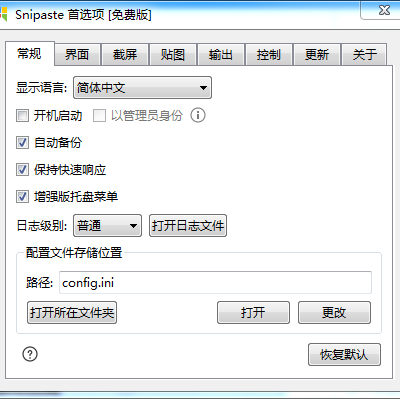 Snipaste 首选项 [免费版]
常规 界面 截屏 贴图 输出 控制 更新 关于
显示语言: 简体中文
开机启动 以管理员身份
自动备份
保持快速响应
增强版托盘菜单
日志级别: 普通 打开日志文件
配置文件存储位置
路径: config.ini
打开所在文件夹 打开 更改
恢复默认